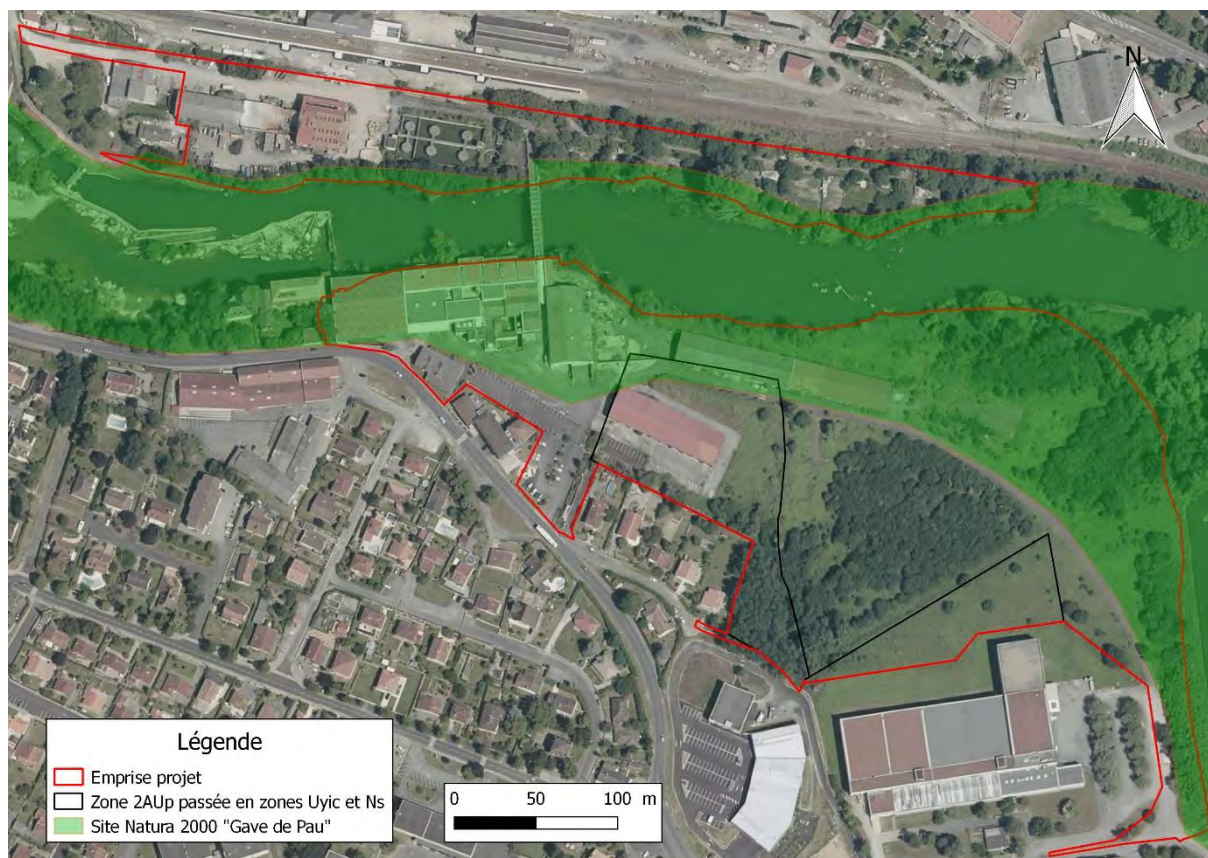 N
Légende
Emprise projet
Zone 2AUp passée en zones Uyic et Ns
Site Natura 2000 "Gave de Pau"
0 50 100 m